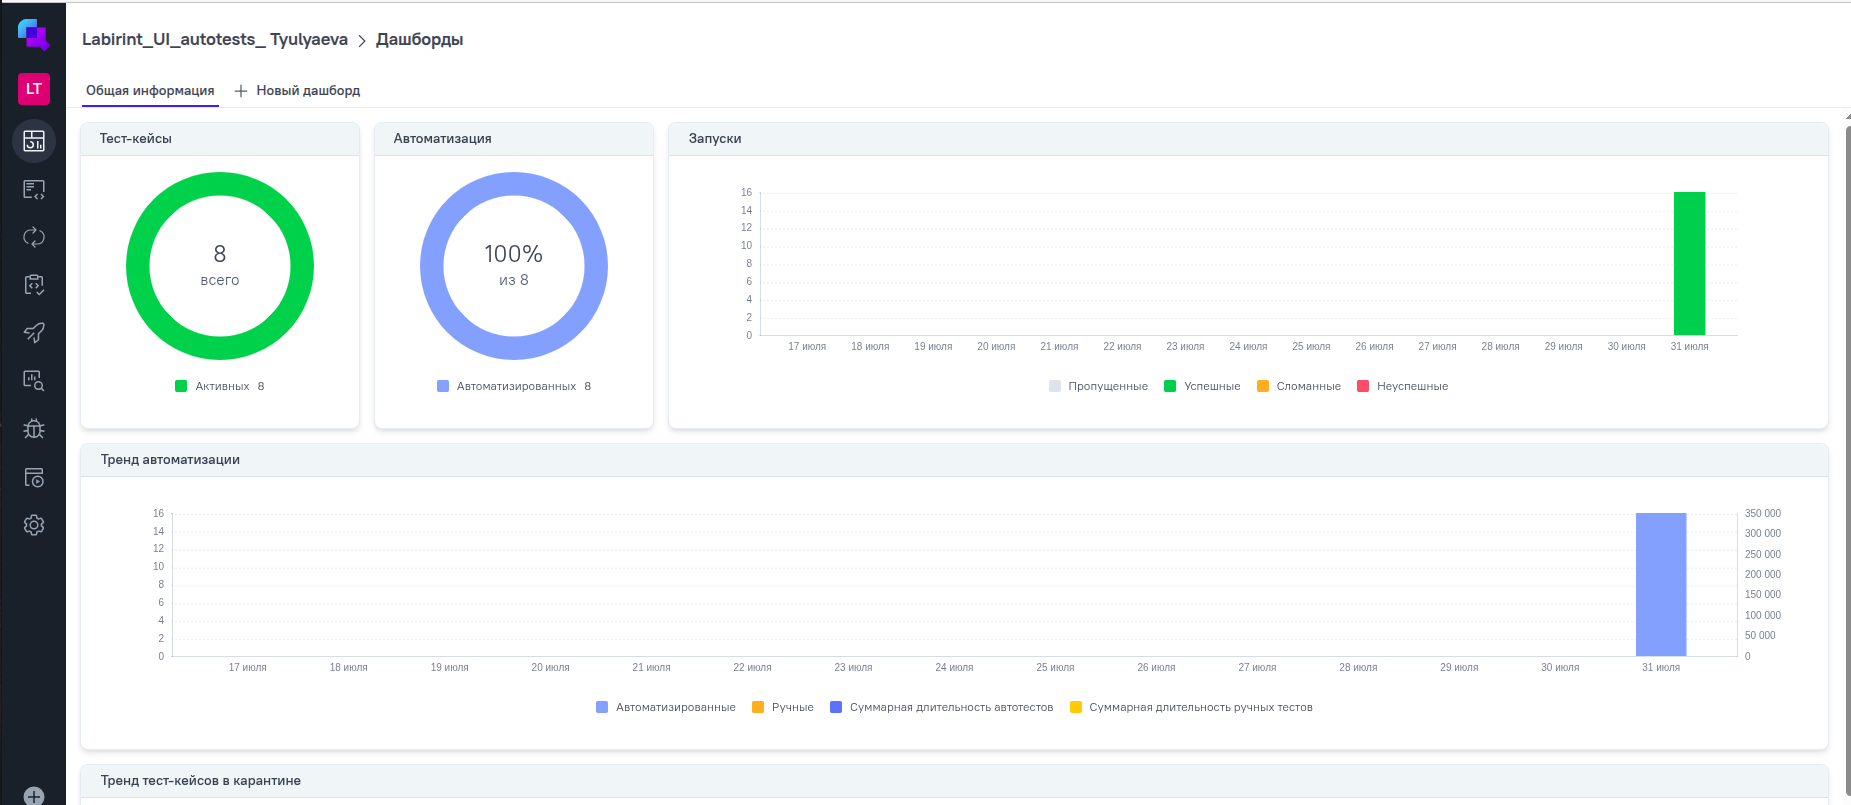 Labirint_UI_autotests_ Tyulyaeva > Дашборды
LT
Общая информация
Новый дашборд
Тест-кейсы
8
всего
Активных 8
Автоматизация
100%
из 8
Автоматизированных 8
Запуски
16
14
12
10
8
6
4
2
0
17 июля 18 июля 19 июля 20 июля 21 июля 22 июля 23 июля 24 июля 25 июля 26 июля 27 июля 28 июля 29 июля 30 июля 31 июля
Пропущенные Успешные Сломанные Неуспешные
Тренд автоматизации
16
14
12
10
8
6
4
2
0
350 000
300 000
250 000
200 000
150 000
100 000
50 000
0
17 июля 18 июля 19 июля 20 июля 21 июля 22 июля 23 июля 24 июля 25 июля 26 июля 27 июля 28 июля 29 июля 30 июля 31 июля
Автоматизированные Ручные Суммарная длительность автотестов Суммарная длительность ручных тестов
Тренд тест-кейсов в карантине